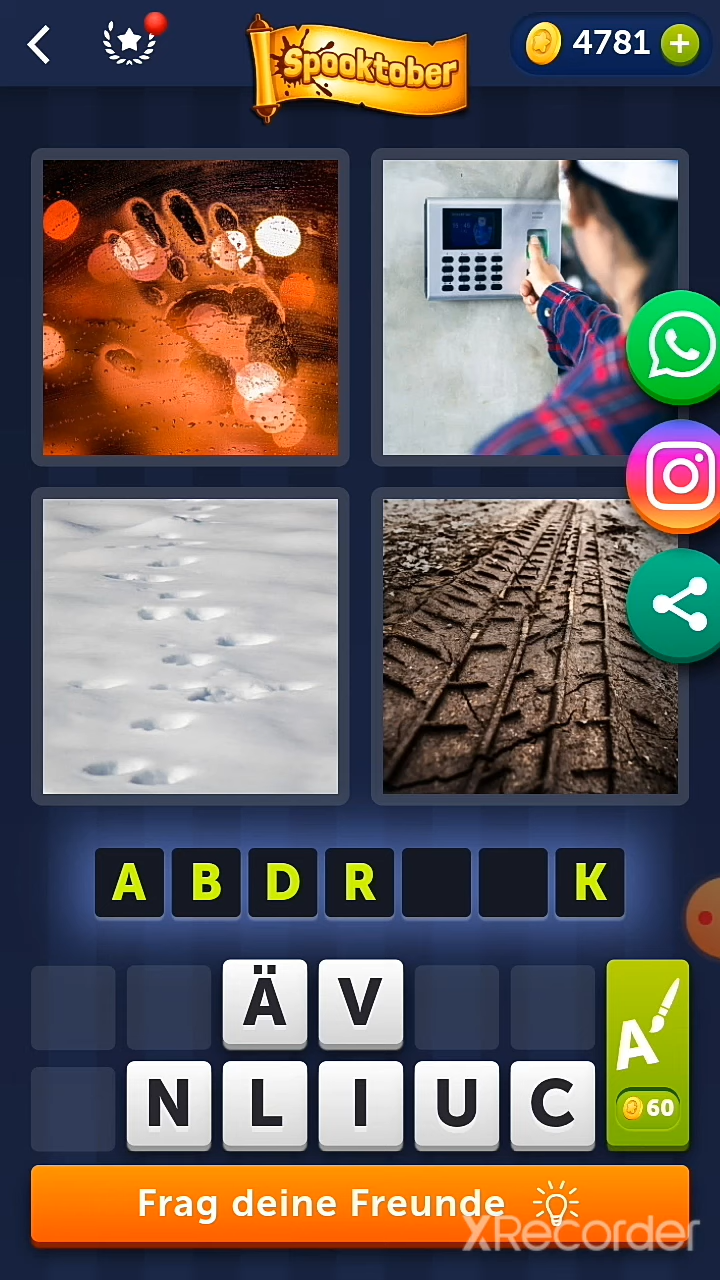 Spooktober
4781 +
A B D R K
Ä V
A
N L I U C
60
Frag deine Freunde
XRecorder